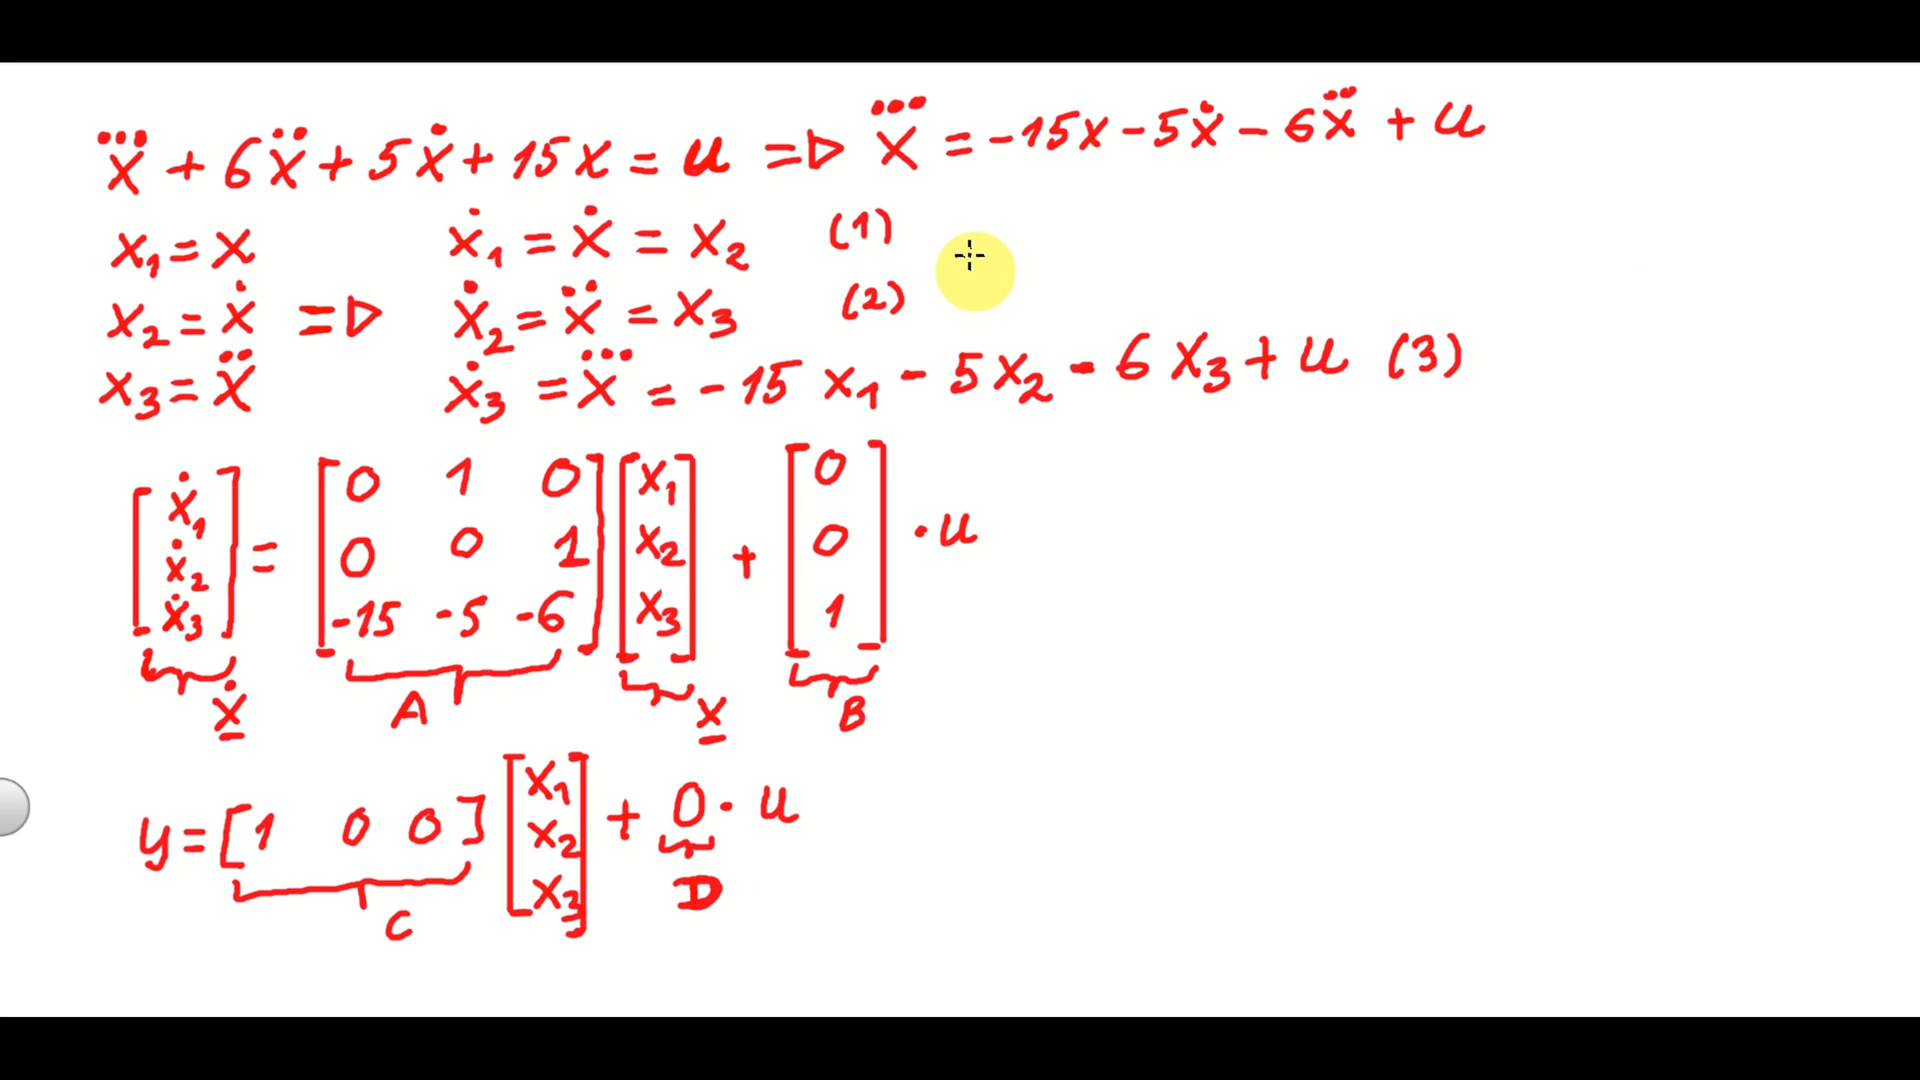 x⃛ + 6ẍ + 5ẋ + 15x = u => x⃛ = -15x - 5ẋ - 6ẍ + u
x₁ = x ẋ₁ = ẋ = x₂ (1)
x₂ = ẋ => ẋ₂ = ẍ = x₃ (2)
x₃ = ẍ ẋ₃ = x⃛ = -15 x₁ - 5x₂ - 6x₃ + u (3)
[ẋ₁ ẋ₂ ẋ₃] = [0 1 0 0 0 1 -15 -5 -6] [x₁ x₂ x₃] + [0 0 1] · u
ẋ A x B
y = [1 0 0] [x₁ x₂ x₃] + 0 · u
C D